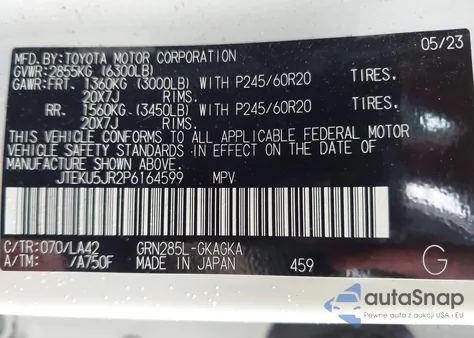 MFD. BY: TOYOTA MOTOR CORPORATION 05/23
GVWR: 2855KG (6300LB)
GAWR: FRT. 1360KG (3000LB) WITH P245/60R20 TIRES,
20X7J RIMS.
RR. 1560KG (3450LB) WITH P245/60R20 TIRES,
20X7J RIMS.
THIS VEHICLE CONFORMS TO ALL APPLICABLE FEDERAL MOTOR
VEHICLE SAFETY STANDARDS IN EFFECT ON THE DATE OF
MANUFACTURE SHOWN ABOVE.
JTEKU5JR2P6164599 MPV
C/TR:070/LA42 GRN285L-GKAGKA
A/TM: /A750F MADE IN JAPAN 459 G
autoSnap
Pewne auta z aukcji USA i EU